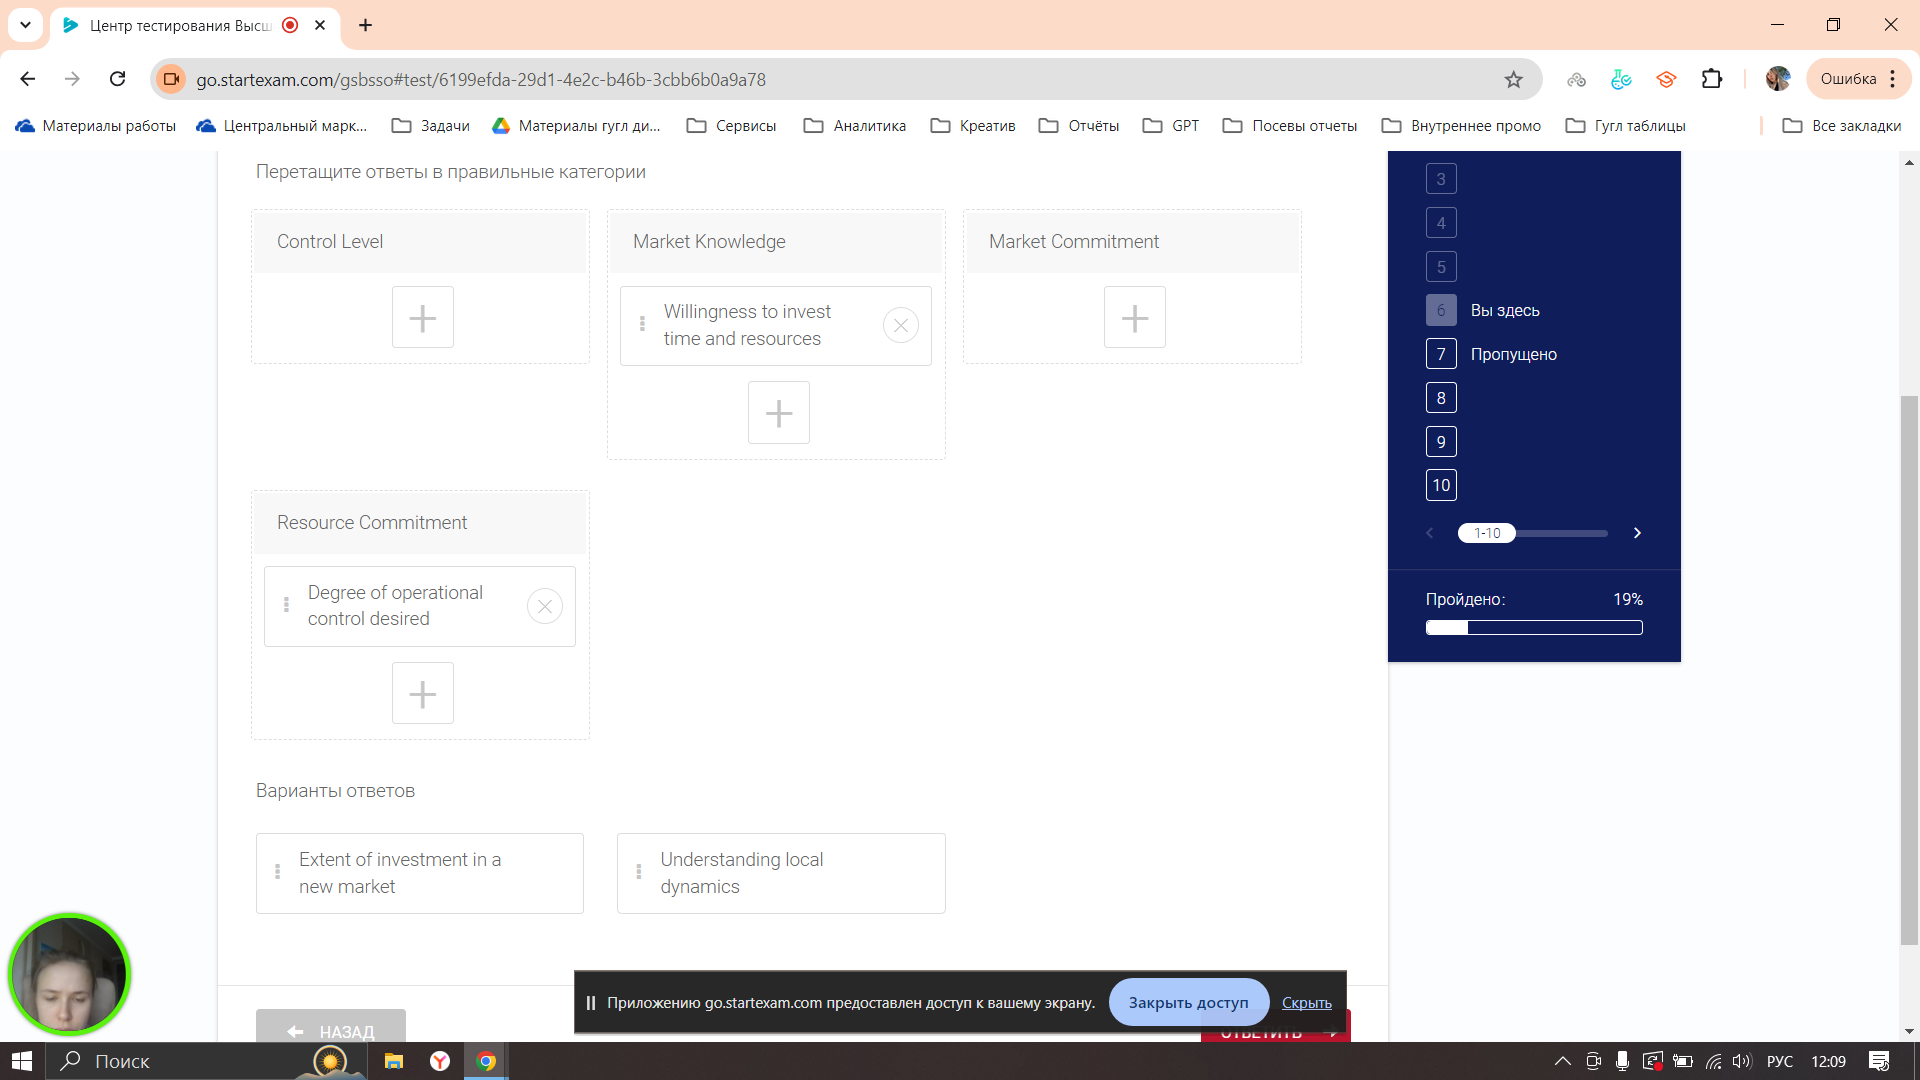 Центр тестирования Высш
go.startexam.com/gsbsso#test/6199efda-29d1-4e2c-b46b-3cbb6b0a9a78
Ошибка
Материалы работы
Центральный марк...
Задачи
Материалы гугл ди...
Сервисы
Аналитика
Креатив
Отчёты
GPT
Посевы отчеты
Внутреннее промо
Гугл таблицы
Все закладки
Перетащите ответы в правильные категории
Control Level
Market Knowledge
Willingness to invest
time and resources
Market Commitment
Resource Commitment
Degree of operational
control desired
Варианты ответов
Extent of investment in a
new market
Understanding local
dynamics
НАЗАД
ОТВЕТИТЬ
3
4
5
6 Вы здесь
7 Пропущено
8
9
10
1-10
Пройдено: 19%
Приложению go.startexam.com предоставлен доступ к вашему экрану.
Закрыть доступ
Скрыть
Поиск
РУС
12:09